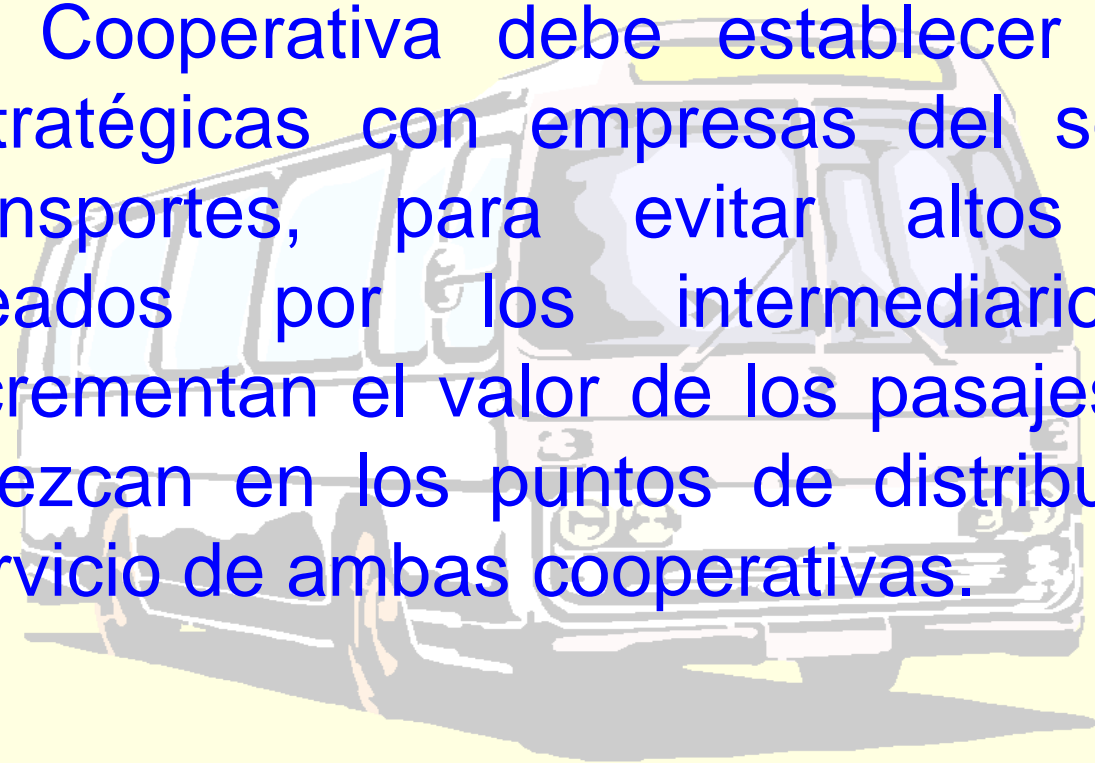 Cooperativa debe establecer
tratégicas con empresas del s
nsportes, para evitar altos
eados por los intermediario
crementan el valor de los pasajes
ezcan en los puntos de distribu
rvicio de ambas cooperativas.